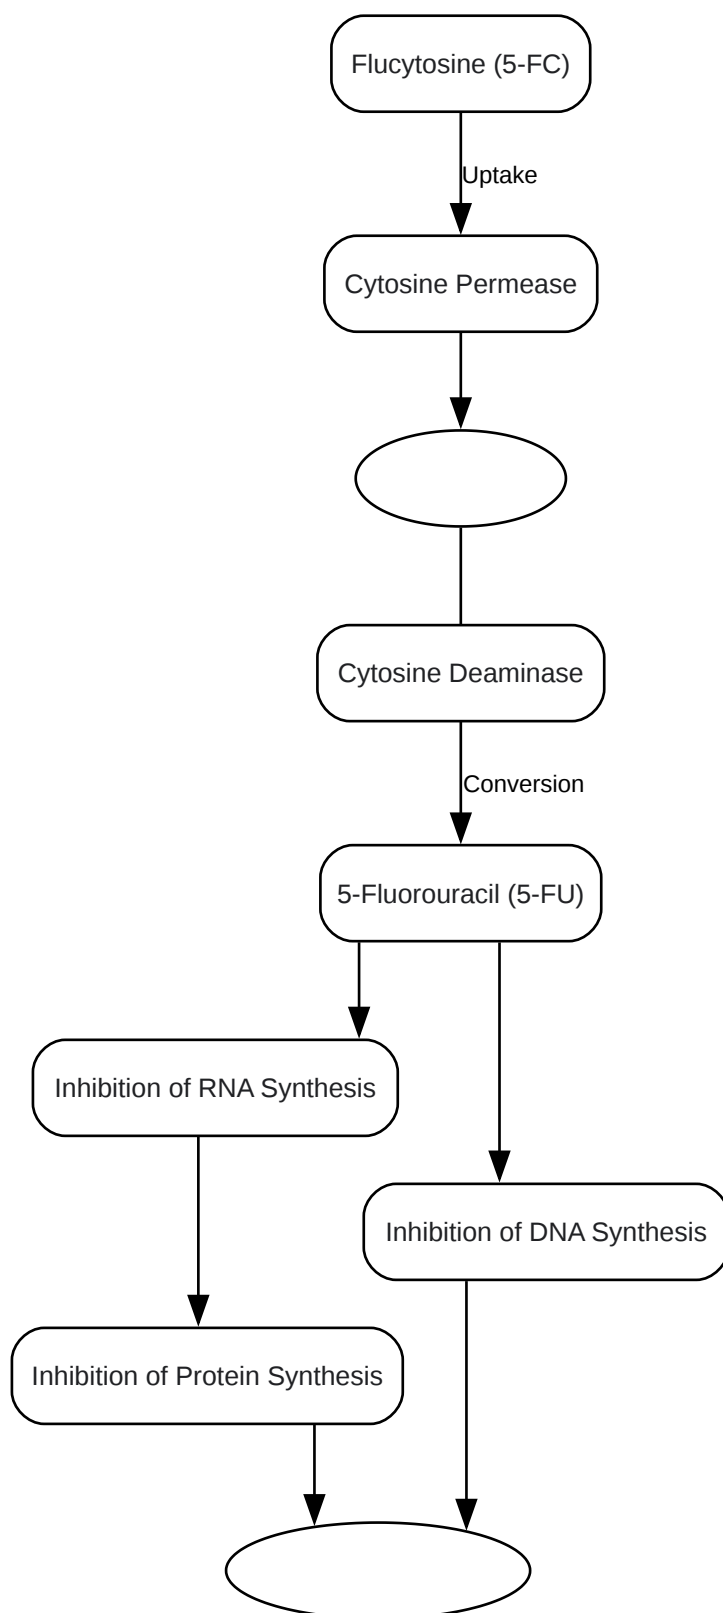 Flucytosine (5-FC)
Uptake
Cytosine Permease
Cytosine Deaminase
Conversion
5-Fluorouracil (5-FU)
Inhibition of RNA Synthesis
Inhibition of DNA Synthesis
Inhibition of Protein Synthesis